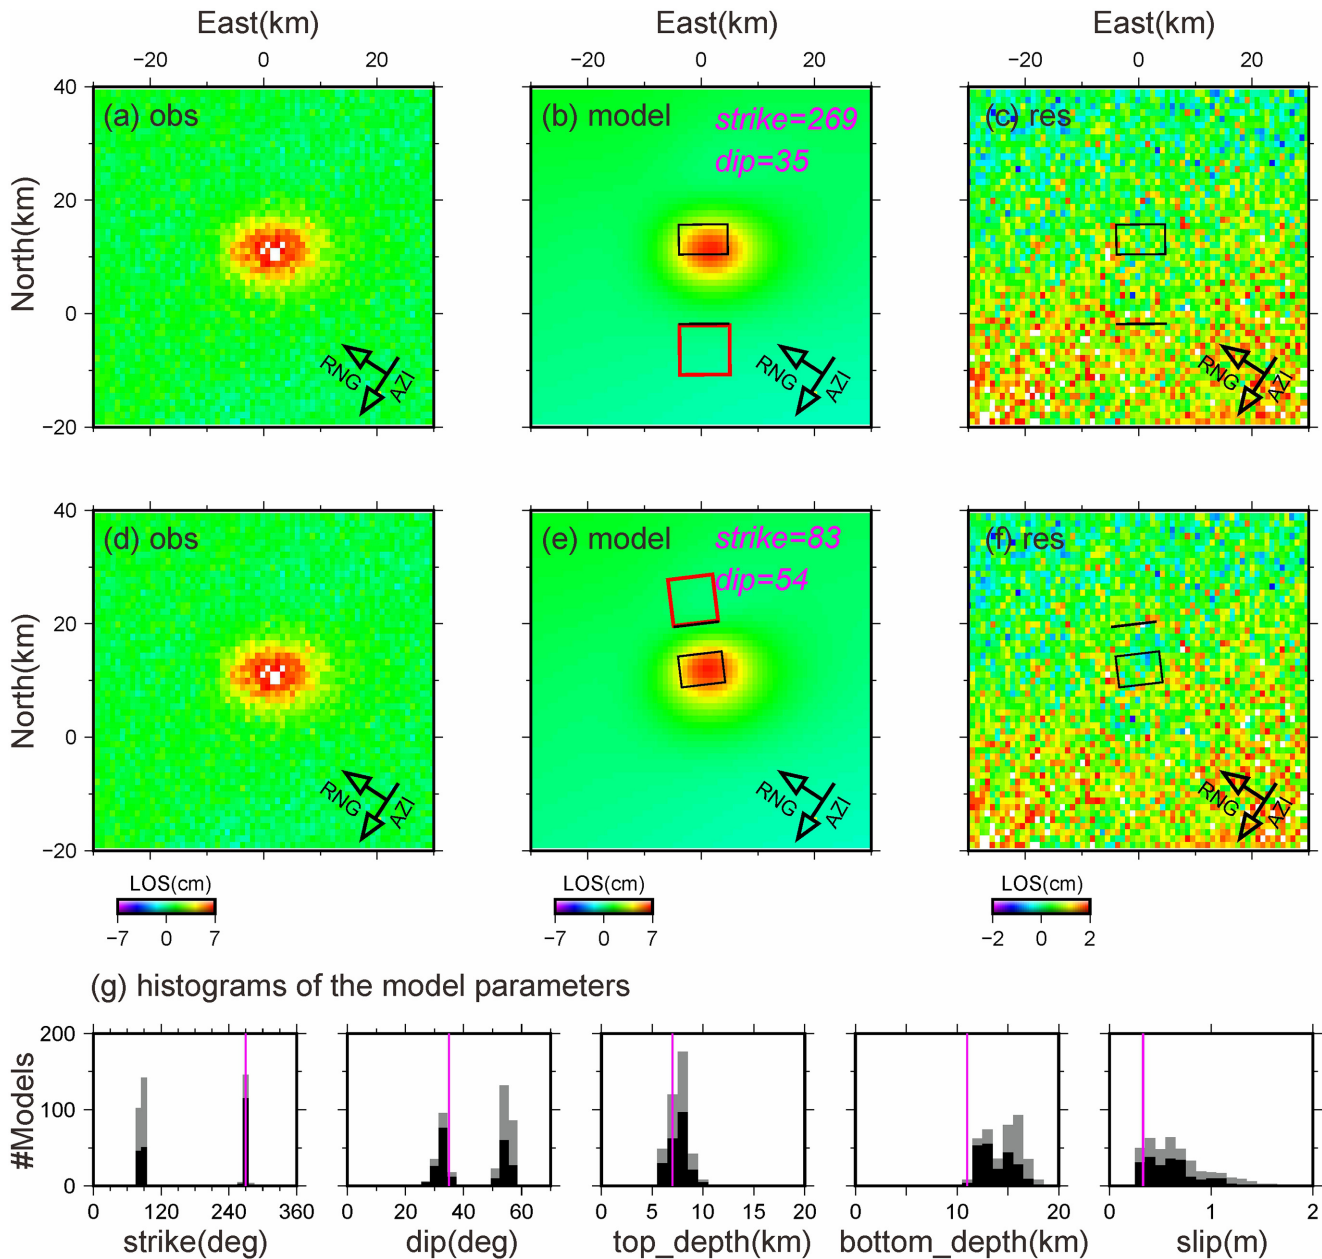 East(km) East(km) East(km)
−20 0 20 −20 0 20 −20 0 20
40
20
0
−20
North(km)
(a) obs
RNG AZI
(b) model
strike=269
dip=35
RNG AZI
(c) res
RNG AZI
40
20
0
−20
North(km)
(d) obs
RNG AZI
(e) model
strike=83
dip=54
RNG AZI
(f) res
RNG AZI
LOS(cm) LOS(cm) LOS(cm)
−7 0 7 −7 0 7 −2 0 2
(g) histograms of the model parameters
200
100
0
#Models
0 120 240 360 0 20 40 60 0 5 10 15 20 0 5 10 15 20 0 1 2
strike(deg) dip(deg) top_depth(km) bottom_depth(km) slip(m)